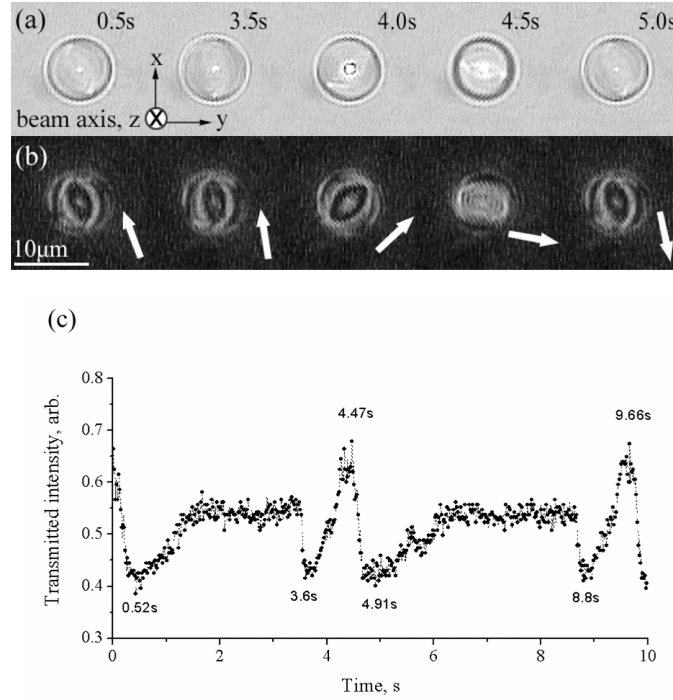 (a) 0.5s 3.5s 4.0s 4.5s 5.0s
x
beam axis, z y
(b)
10μm
(c)
Transmitted intensity, arb.
0.8
0.7
0.6
0.5
0.4
0.3
4.47s
9.66s
0.52s
3.6s
4.91s
8.8s
0 2 4 6 8 10
Time, s